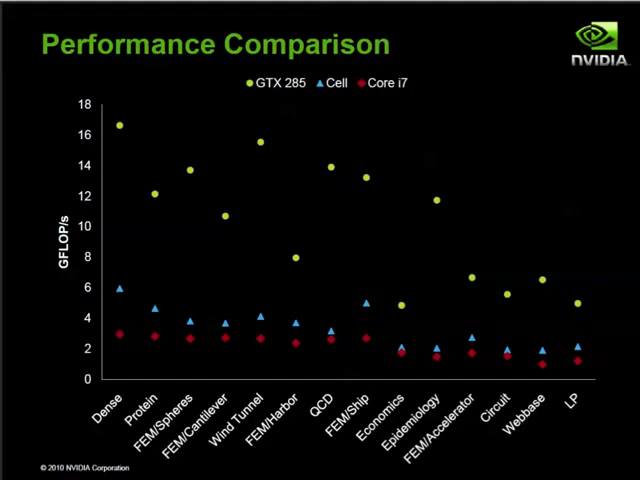 Performance Comparison
NVIDIA
GTX 285 Cell Core i7
18
16
14
12
10
8
6
4
2
0
GFLOP/s
Dense
Protein
FEM/Spheres
FEM/Cantilever
Wind Tunnel
FEM/Harbor
QCD
FEM/Ship
Economics
Epidemiology
FEM/Accelerator
Circuit
Webbase
LP
© 2010 NVIDIA Corporation